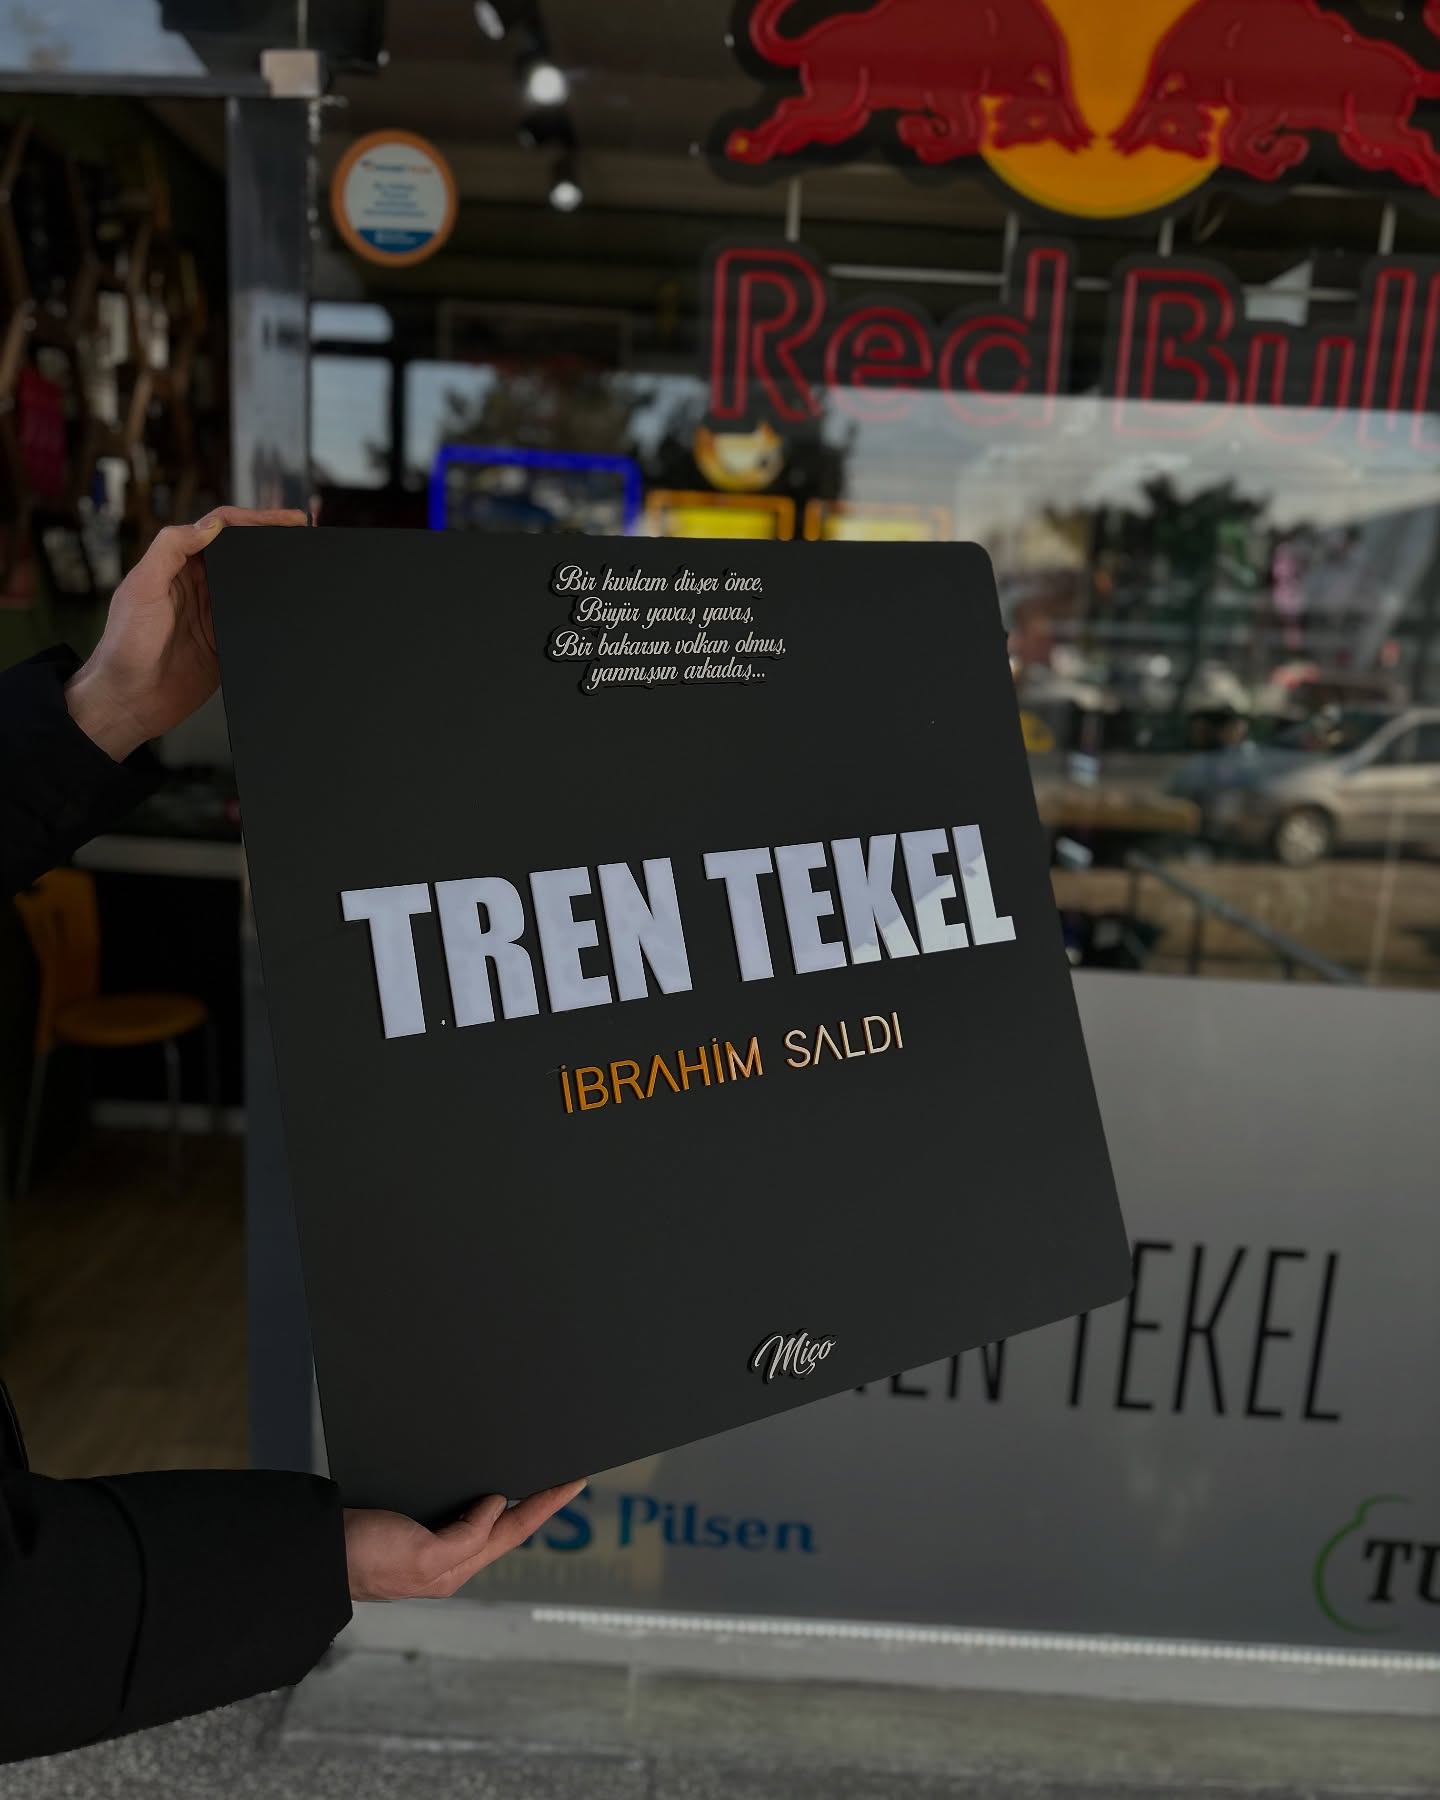 Red Bull
Bir kıvılcım düşer önce,
Büyür yavaş yavaş,
Bir bakarsın volkan olmuş,
yanmışsın arkadaş...
TREN TEKEL
İBRAHİM SALDI
Miço
EN TEKEL
ES Pilsen
TU